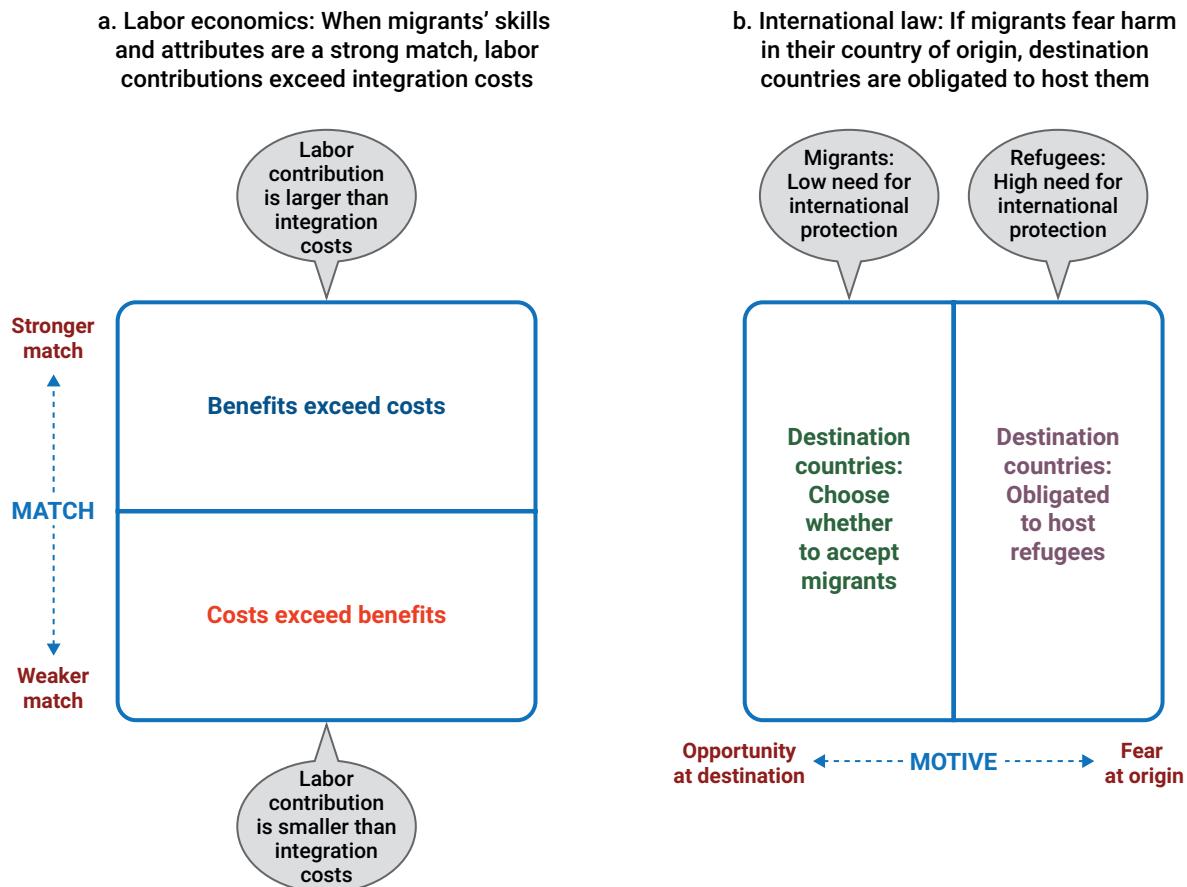 a. Labor economics: When migrants’ skills
and attributes are a strong match, labor
contributions exceed integration costs
Labor
contribution
is larger than
integration
costs
Stronger
match
MATCH
Weaker
match
Benefits exceed costs
Costs exceed benefits
Labor
contribution
is smaller than
integration
costs
b. International law: If migrants fear harm
in their country of origin, destination
countries are obligated to host them
Migrants:
Low need for
international
protection
Refugees:
High need for
international
protection
Destination
countries:
Choose
whether
to accept
migrants
Destination
countries:
Obligated
to host
refugees
Opportunity
at destination
MOTIVE
Fear
at origin